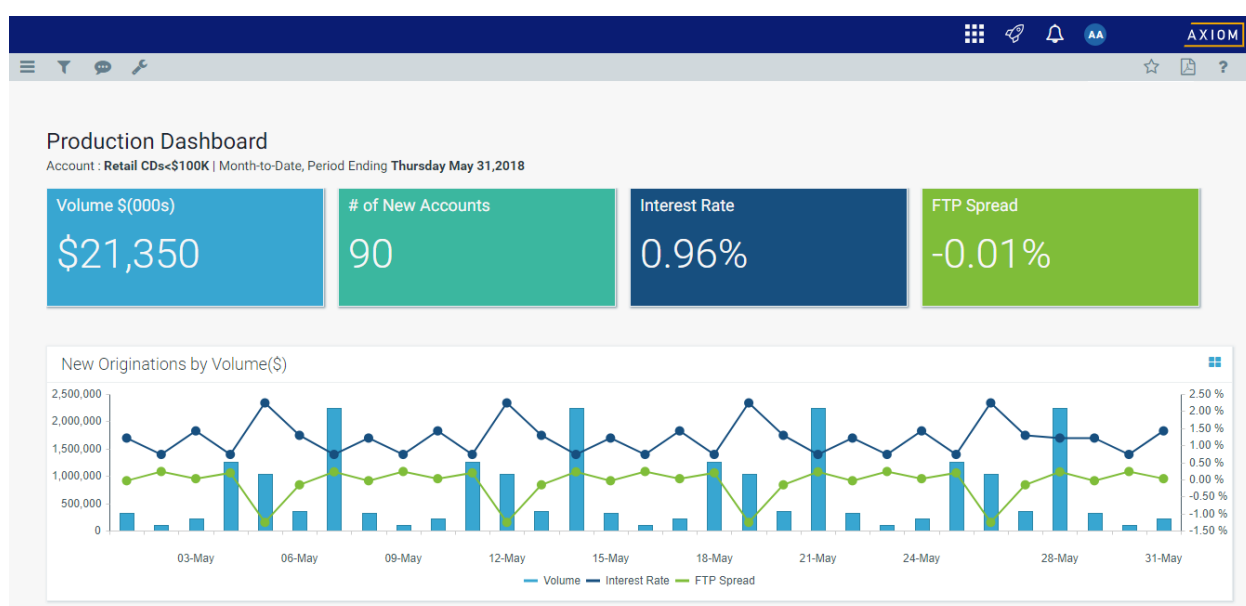 AA
AXIOM
?
Production Dashboard
Account : Retail CDs<$100K | Month-to-Date, Period Ending Thursday May 31,2018
Volume $(000s)
$21,350
# of New Accounts
90
Interest Rate
0.96%
FTP Spread
-0.01%
New Originations by Volume($)
2,500,000
2,000,000
1,500,000
1,000,000
500,000
0
2.50 %
2.00 %
1.50 %
1.00 %
0.50 %
0.00 %
-0.50 %
-1.00 %
-1.50 %
03-May 06-May 09-May 12-May 15-May 18-May 21-May 24-May 28-May 31-May
Volume Interest Rate FTP Spread